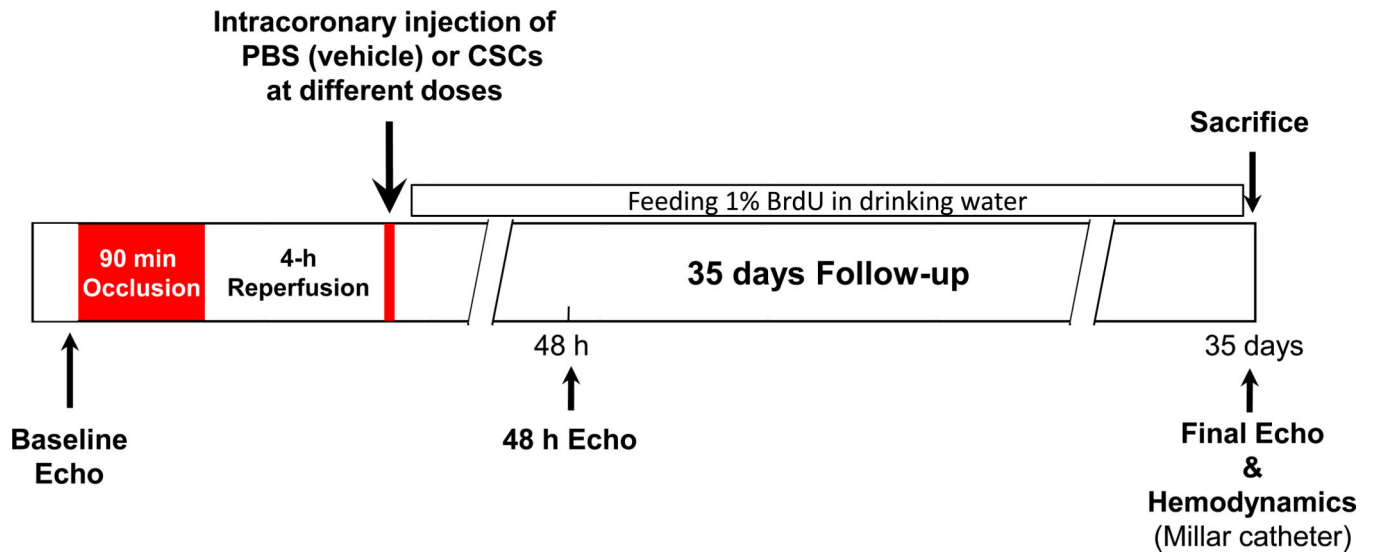 Intracoronary injection of
PBS (vehicle) or CSCs
at different doses
Sacrifice
Feeding 1% BrdU in drinking water
90 min
Occlusion
4-h
Reperfusion
35 days Follow-up
48 h
35 days
Baseline
Echo
48 h Echo
Final Echo
&
Hemodynamics
(Millar catheter)